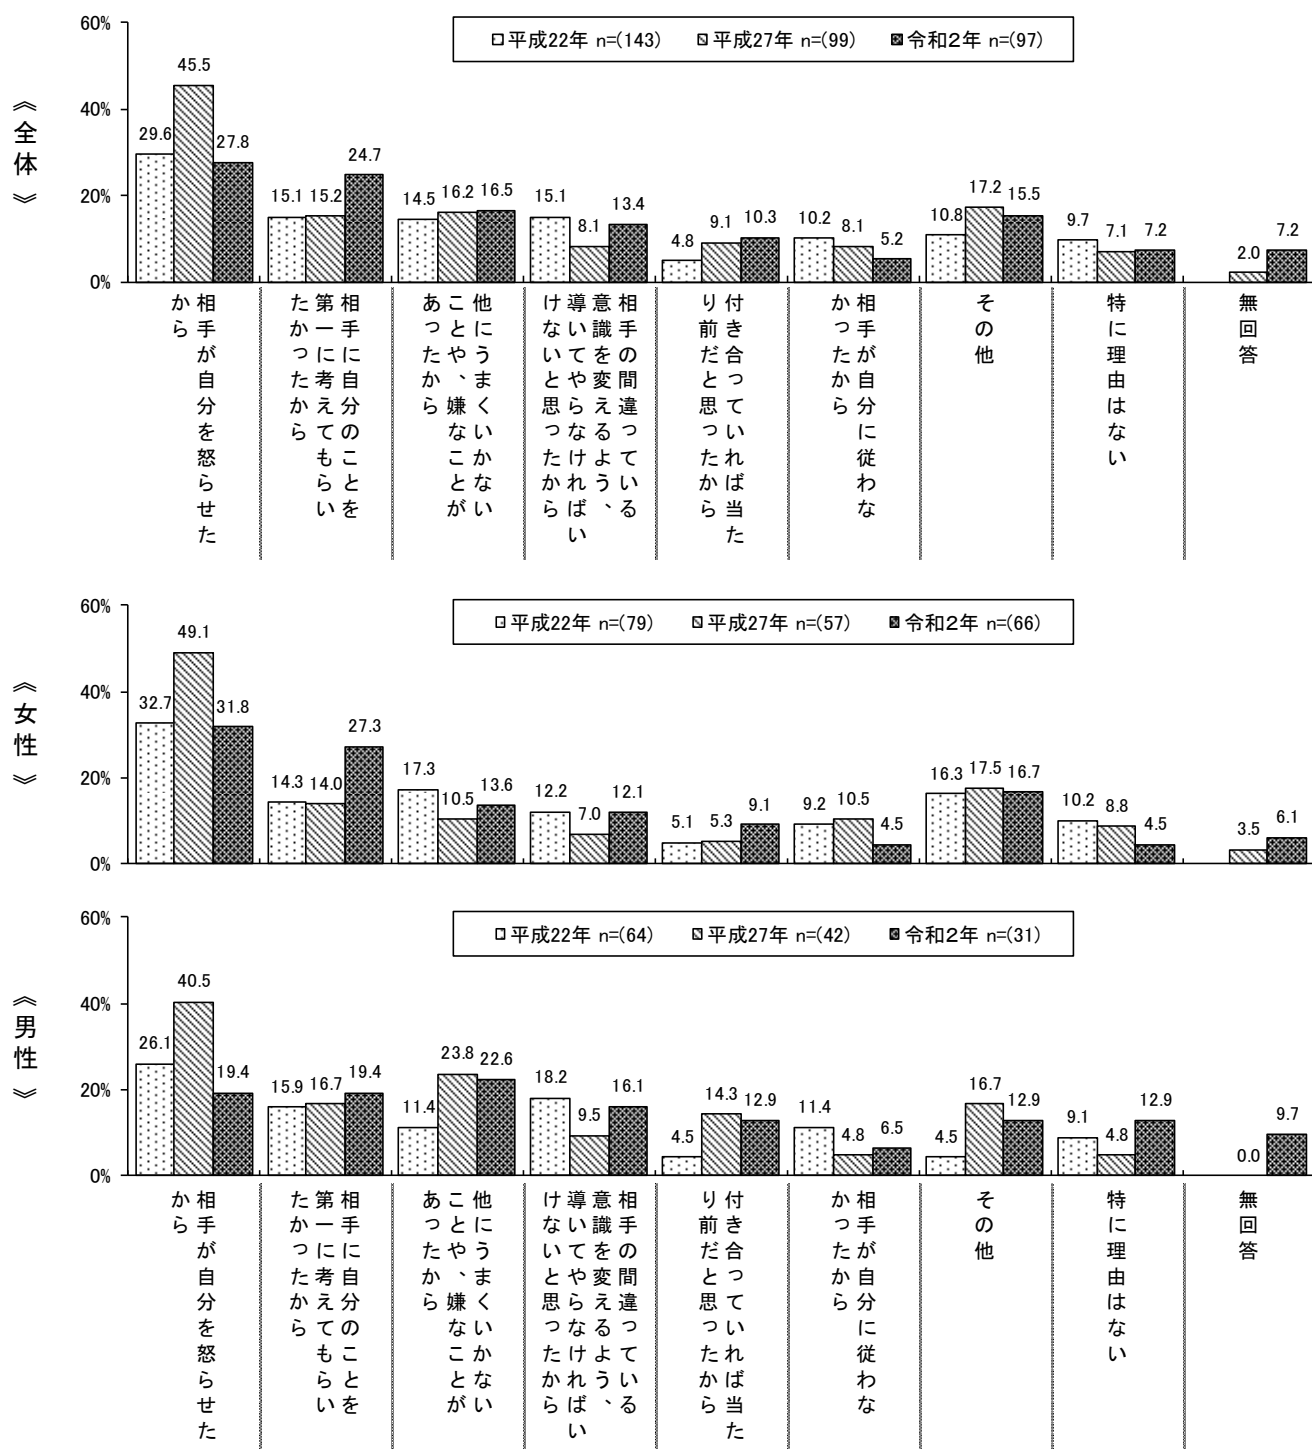 《全体》
60%
40%
20%
0%
平成22年 n=(143) 平成27年 n=(99) 令和2年 n=(97)
29.6 45.5 27.8
15.1 15.2 24.7
14.5 16.2 16.5
15.1 8.1 13.4
4.8 9.1 10.3
10.2 8.1 5.2
10.8 17.2 15.5
9.7 7.1 7.2
2.0 7.2
相手が自分を怒らせた
から
相手に自分のことを
第一に考えてもらい
たかったから
他にうまくいかない
ことや、嫌なことが
あったから
相手の間違っている
意識を変えるよう、
導いてやらなければい
けないと思ったから
付き合っていれば当た
り前だと思ったから
相手が自分に従わな
かったから
その他
特に理由はない
無回答
《女性》
60%
40%
20%
0%
平成22年 n=(79) 平成27年 n=(57) 令和2年 n=(66)
32.7 49.1 31.8
14.3 14.0 27.3
17.3 10.5 13.6
12.2 7.0 12.1
5.1 5.3 9.1
9.2 10.5 4.5
16.3 17.5 16.7
10.2 8.8 4.5
3.5 6.1
《男性》
60%
40%
20%
0%
平成22年 n=(64) 平成27年 n=(42) 令和2年 n=(31)
26.1 40.5 19.4
15.9 16.7 19.4
11.4 23.8 22.6
18.2 9.5 16.1
4.5 14.3 12.9
11.4 4.8 6.5
4.5 16.7 12.9
9.1 4.8 12.9
0.0 9.7
相手が自分を怒らせた
から
相手に自分のことを
第一に考えてもらい
たかったから
他にうまくいかない
ことや、嫌なことが
あったから
相手の間違っている
意識を変えるよう、
導いてやらなければい
けないと思ったから
付き合っていれば当た
り前だと思ったから
相手が自分に従わな
かったから
その他
特に理由はない
無回答